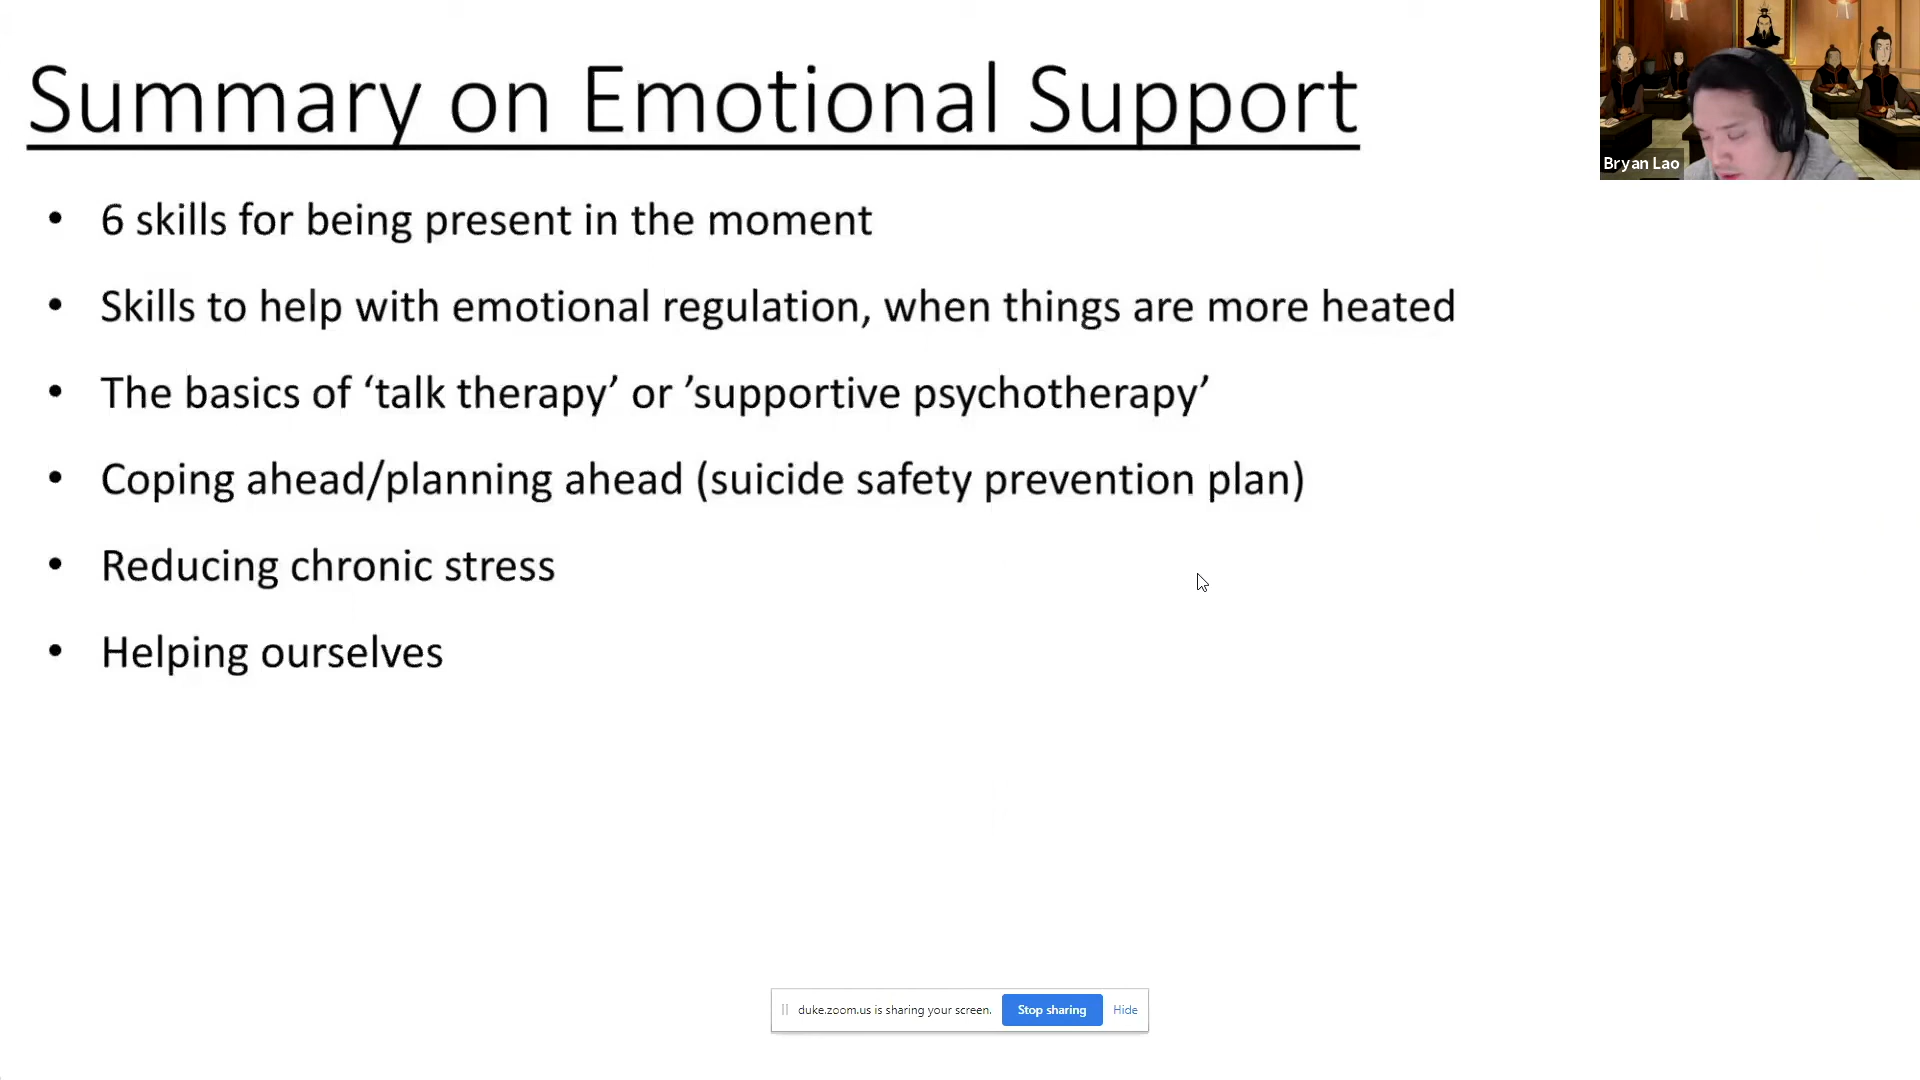 Summary on Emotional Support
Bryan Lao
• 6 skills for being present in the moment
• Skills to help with emotional regulation, when things are more heated
• The basics of ‘talk therapy’ or ’supportive psychotherapy’
• Coping ahead/planning ahead (suicide safety prevention plan)
• Reducing chronic stress
• Helping ourselves
duke.zoom.us is sharing your screen. Stop sharing Hide